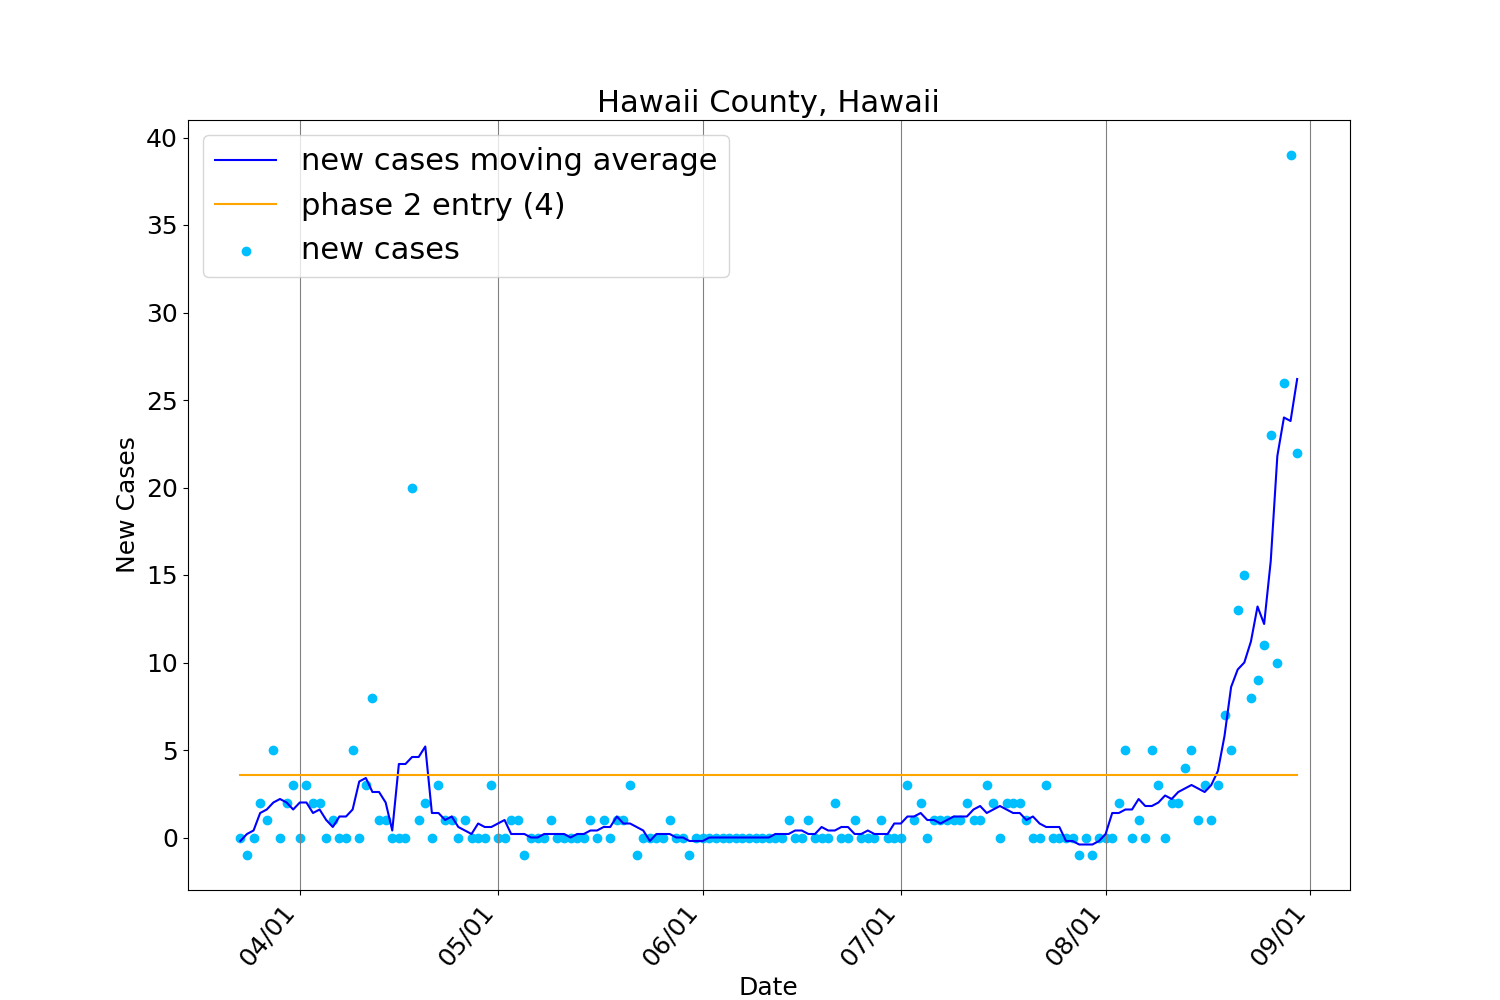 Hawaii County, Hawaii
new cases moving average
phase 2 entry (4)
new cases
40
35
30
25
20
15
10
5
0
New Cases
04/01
05/01
06/01
07/01
08/01
09/01
Date